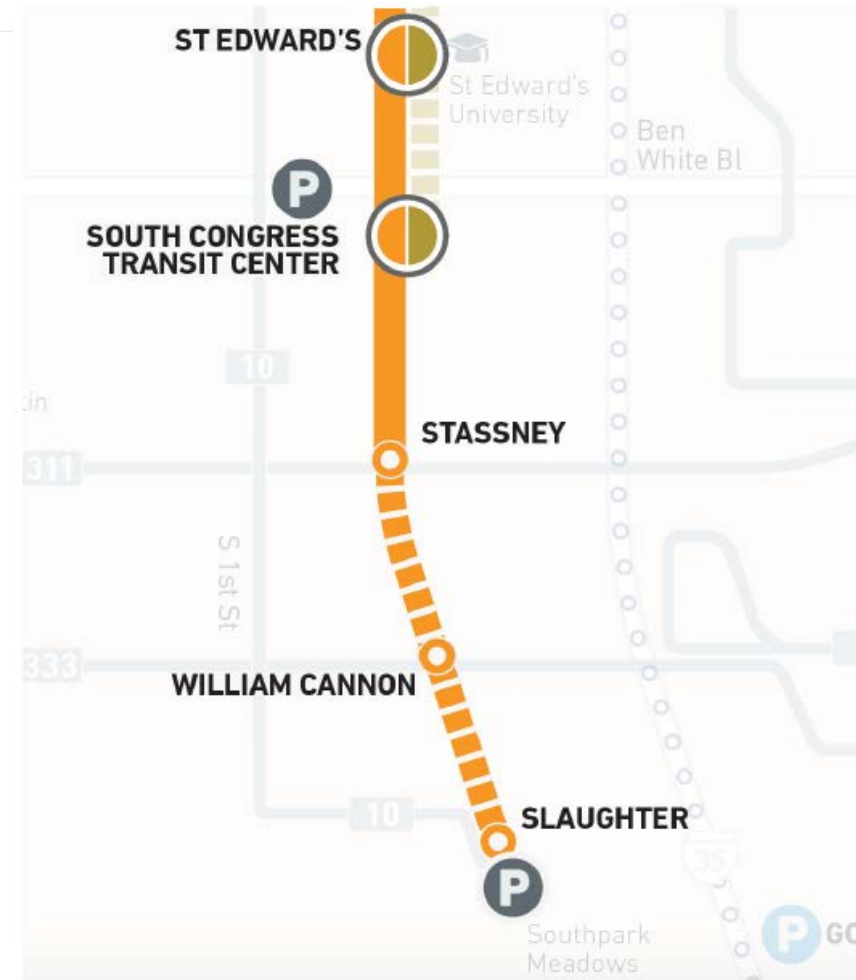 ST EDWARD'S
St Edward's
University
Ben
White Bl
P
SOUTH CONGRESS
TRANSIT CENTER
10
STASSNEY
311
S 1st St
333
WILLIAM CANNON
10
SLAUGHTER
35
P
Southpark
Meadows
P